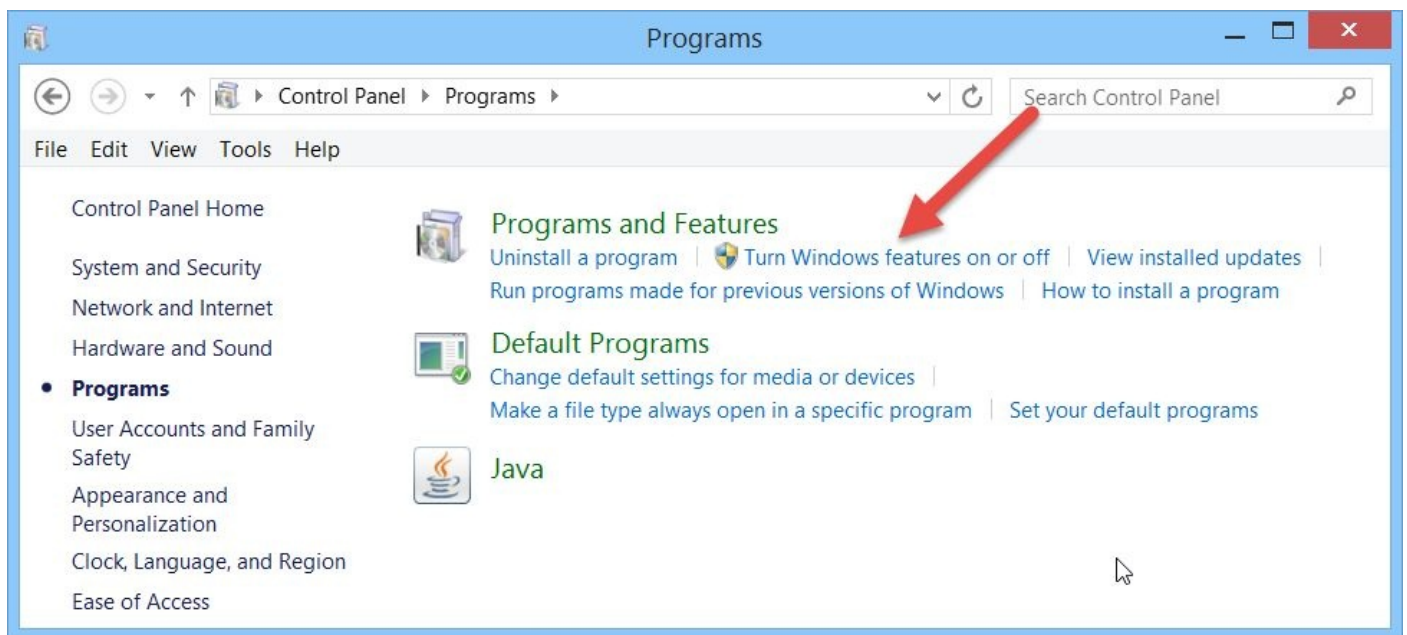 Programs
Control Panel Programs
Search Control Panel
File Edit View Tools Help
Control Panel Home
System and Security
Network and Internet
Hardware and Sound
Programs
User Accounts and Family
Safety
Appearance and
Personalization
Clock, Language, and Region
Ease of Access
Programs and Features
Uninstall a program Turn Windows features on or off View installed updates
Run programs made for previous versions of Windows How to install a program
Default Programs
Change default settings for media or devices
Make a file type always open in a specific program Set your default programs
Java